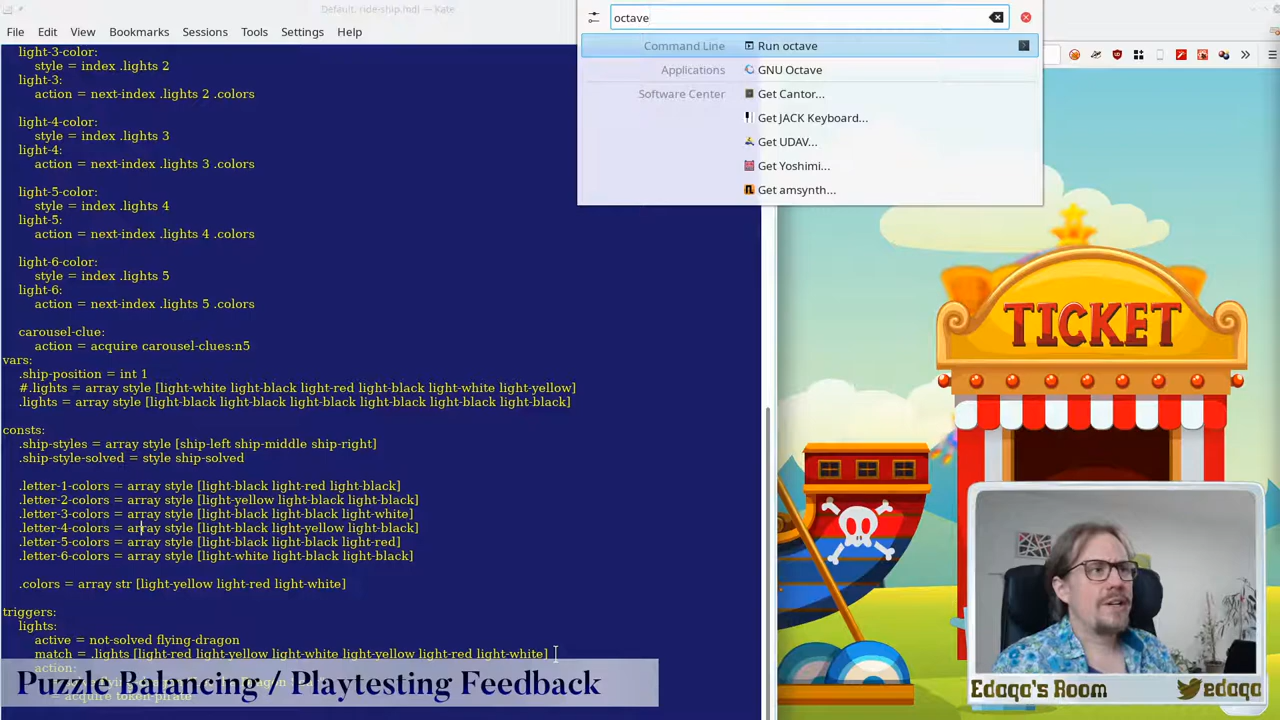 Default: ride-ship.mdl — Kate
File Edit View Bookmarks Sessions Tools Settings Help
octave
Command Line Run octave
Applications GNU Octave
Software Center Get Cantor...
Get JACK Keyboard...
Get UDAV...
Get Yoshimi...
Get amsynth...
light-3-color:
style = index .lights 2
light-3:
action = next-index .lights 2 .colors
light-4-color:
style = index .lights 3
light-4:
action = next-index .lights 3 .colors
light-5-color:
style = index .lights 4
light-5:
action = next-index .lights 4 .colors
light-6-color:
style = index .lights 5
light-6:
action = next-index .lights 5 .colors
carousel-clue:
action = acquire carousel-clues:n5
vars:
.ship-position = int 1
#.lights = array style [light-white light-black light-red light-black light-white light-yellow]
.lights = array style [light-black light-black light-black light-black light-black light-black]
consts:
.ship-styles = array style [ship-left ship-middle ship-right]
.ship-style-solved = style ship-solved
.letter-1-colors = array style [light-black light-red light-black]
.letter-2-colors = array style [light-yellow light-black light-black]
.letter-3-colors = array style [light-black light-black light-white]
.letter-4-colors = array style [light-black light-yellow light-black]
.letter-5-colors = array style [light-black light-black light-red]
.letter-6-colors = array style [light-white light-black light-black]
.colors = array str [light-yellow light-red light-white]
triggers:
lights:
active = not-solved flying-dragon
match = .lights [light-red light-yellow light-white light-yellow light-red light-white]
action:
= acquire token:pirate
TICKET
Puzzle Balancing / Playtesting Feedback
Edaqa's Room
edaqa